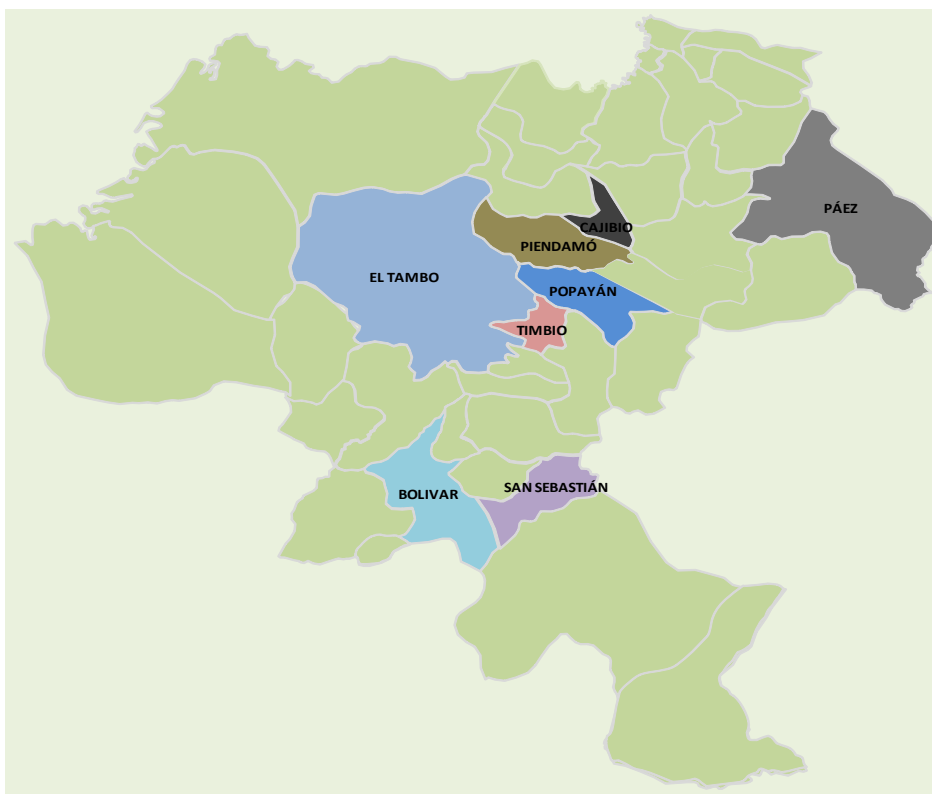 PÁEZ
CAJIBIO
PIENDAMÓ
EL TAMBO
POPAYÁN
TIMBIO
BOLIVAR
SAN SEBASTIÁN